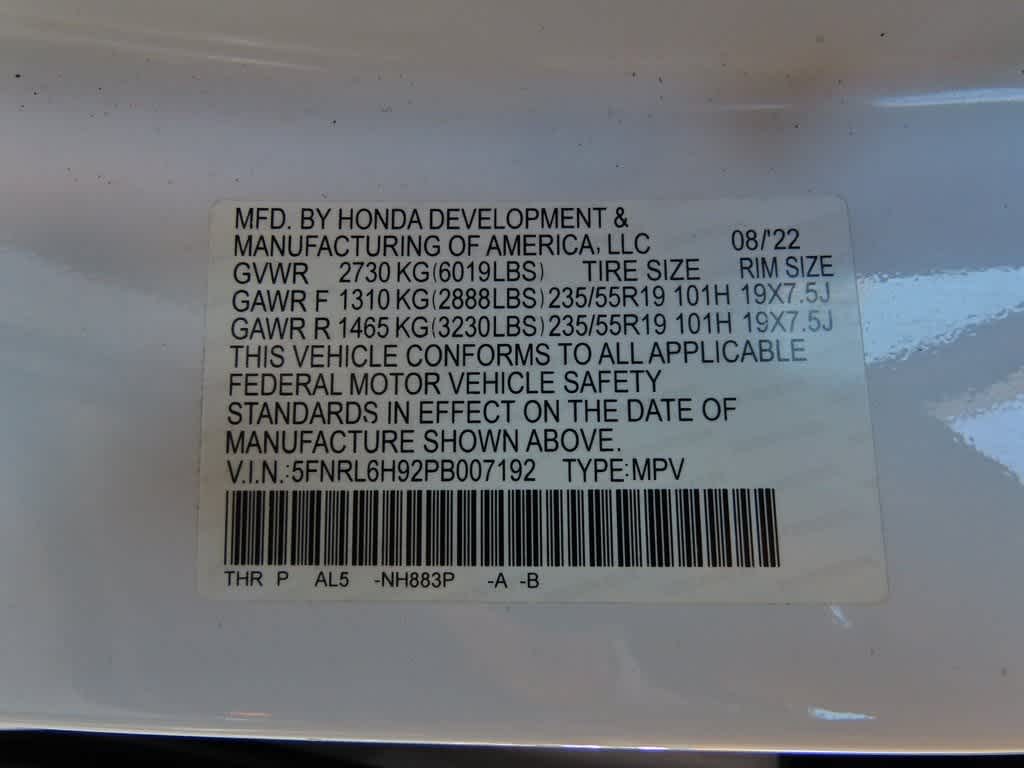 MFD. BY HONDA DEVELOPMENT &
MANUFACTURING OF AMERICA, LLC 08/'22
GVWR 2730 KG(6019LBS) TIRE SIZE RIM SIZE
GAWR F 1310 KG(2888LBS) 235/55R19 101H 19X7.5J
GAWR R 1465 KG(3230LBS) 235/55R19 101H 19X7.5J
THIS VEHICLE CONFORMS TO ALL APPLICABLE
FEDERAL MOTOR VEHICLE SAFETY
STANDARDS IN EFFECT ON THE DATE OF
MANUFACTURE SHOWN ABOVE.
V.I.N.:5FNRL6H92PB007192 TYPE:MPV
THR P AL5 -NH883P -A -B